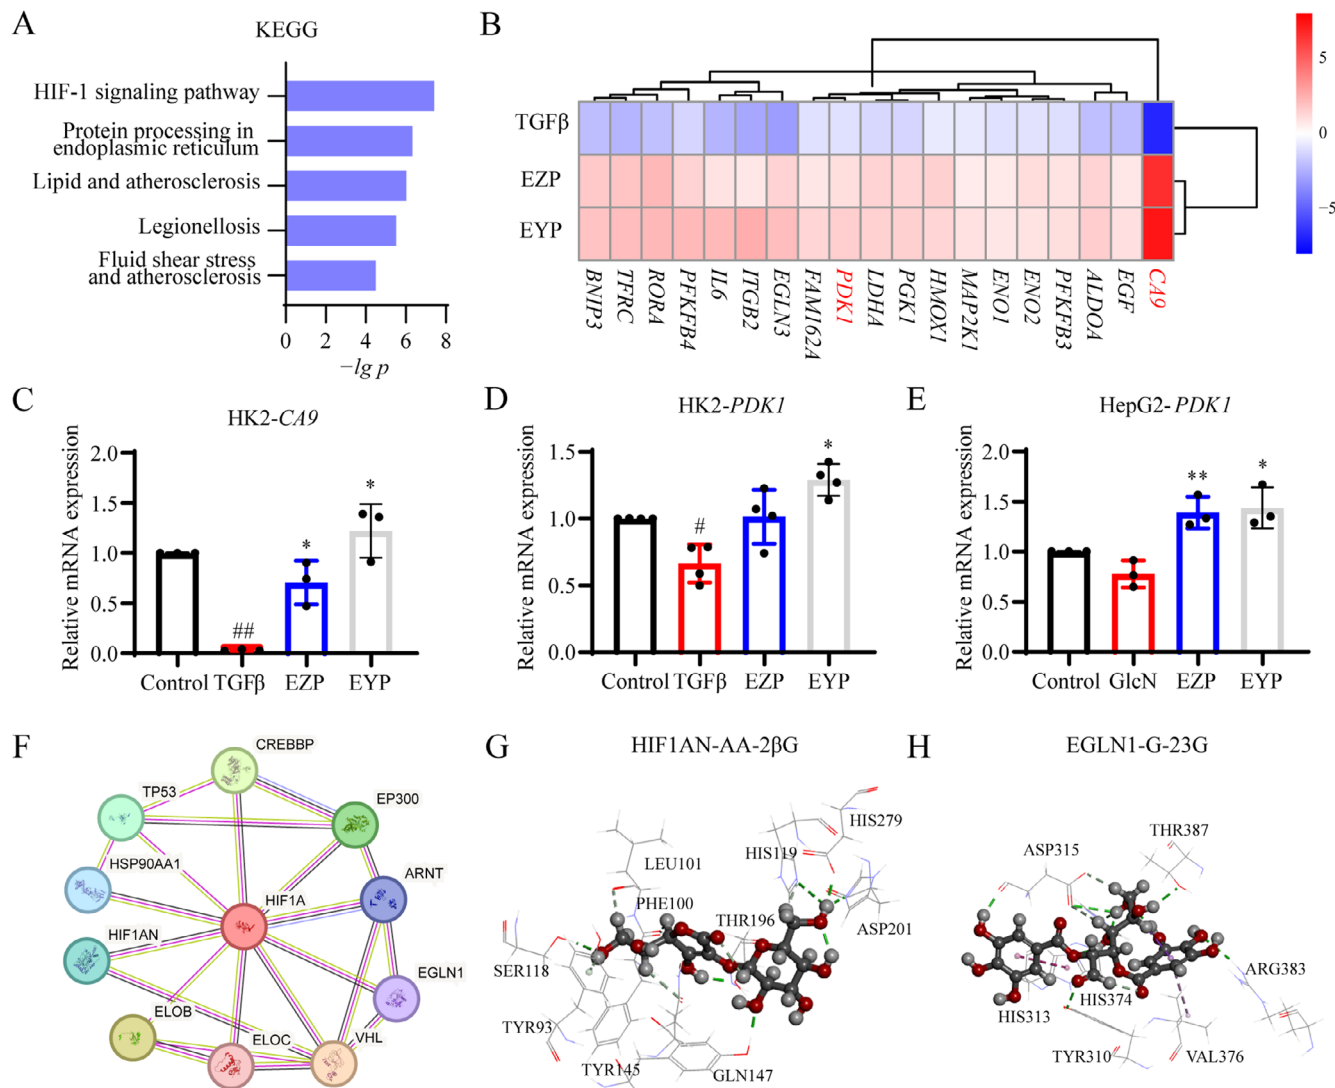 A
KEGG
HIF-1 signaling pathway
Protein processing in
endoplasmic reticulum
Lipid and atherosclerosis
Legionellosis
Fluid shear stress
and atherosclerosis
0 2 4 6 8
−lg p
B
TGFβ
EZP
EYP
BNIP3 TFRC RORA PFKFB4 IL6 ITGB2 EGLN3 FAM162A PDK1 LDHA PGK1 HMOX1 MAP2K1 ENO1 ENO2 PFKFB3 ALDOA EGF CA9
5
0
−5
C
HK2-CA9
Relative mRNA expression
2.0
1.5
1.0
0.5
0.0
##
*
*
Control TGFβ EZP EYP
D
HK2-PDK1
Relative mRNA expression
1.5
1.0
0.5
0.0
#
*
Control TGFβ EZP EYP
E
HepG2-PDK1
Relative mRNA expression
2.0
1.5
1.0
0.5
0.0
**
*
Control GlcN EZP EYP
F
CREBBP
TP53
EP300
HSP90AA1
ARNT
HIF1A
HIF1AN
EGLN1
ELOB
ELOC
VHL
G
HIF1AN-AA-2βG
HIS279
HIS119
LEU101
PHE100
THR196
ASP201
SER118
TYR93
TYR145
GLN147
H
EGLN1-G-23G
THR387
ASP315
ARG383
HIS374
HIS313
TYR310
VAL376